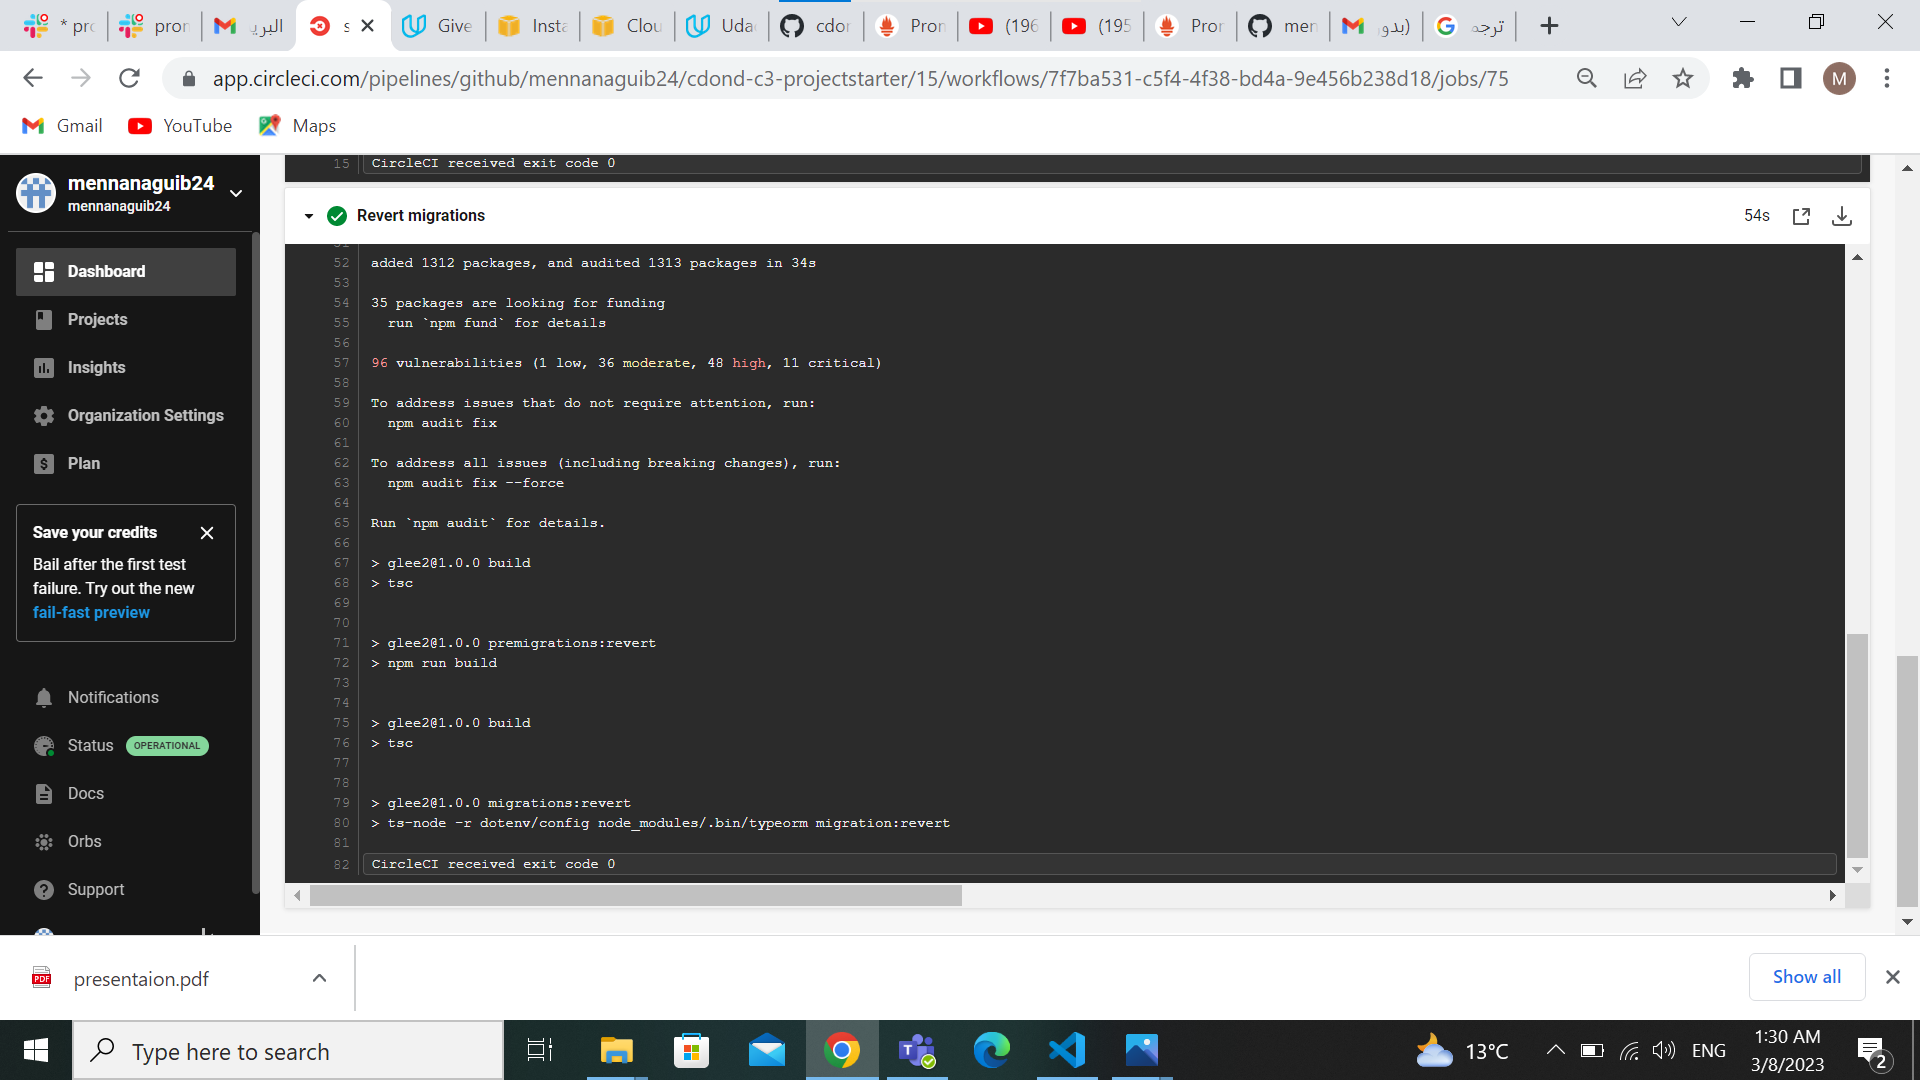 * pro
pron
البري
s
Give
Insta
Clou
Uda
cdon
Pron
(196
(195
Pror
men
(بدو
ترجم
app.circleci.com/pipelines/github/mennanaguib24/cdond-c3-projectstarter/15/workflows/7f7ba531-c5f4-4f38-bd4a-9e456b238d18/jobs/75
M
Gmail
YouTube
Maps
mennanaguib24
mennanaguib24
Dashboard
Projects
Insights
Organization Settings
Plan
Save your credits
Bail after the first test
failure. Try out the new
fail-fast preview
Notifications
Status OPERATIONAL
Docs
Orbs
Support
15 CircleCI received exit code 0
Revert migrations
54s
52 added 1312 packages, and audited 1313 packages in 34s
53
54 35 packages are looking for funding
55 run `npm fund` for details
56
57 96 vulnerabilities (1 low, 36 moderate, 48 high, 11 critical)
58
59 To address issues that do not require attention, run:
60 npm audit fix
61
62 To address all issues (including breaking changes), run:
63 npm audit fix --force
64
65 Run `npm audit` for details.
66
67 > glee2@1.0.0 build
68 > tsc
69
70
71 > glee2@1.0.0 premigrations:revert
72 > npm run build
73
74
75 > glee2@1.0.0 build
76 > tsc
77
78
79 > glee2@1.0.0 migrations:revert
80 > ts-node -r dotenv/config node_modules/.bin/typeorm migration:revert
81
82 CircleCI received exit code 0
presentaion.pdf
Show all
Type here to search
13°C
ENG
1:30 AM
3/8/2023
2